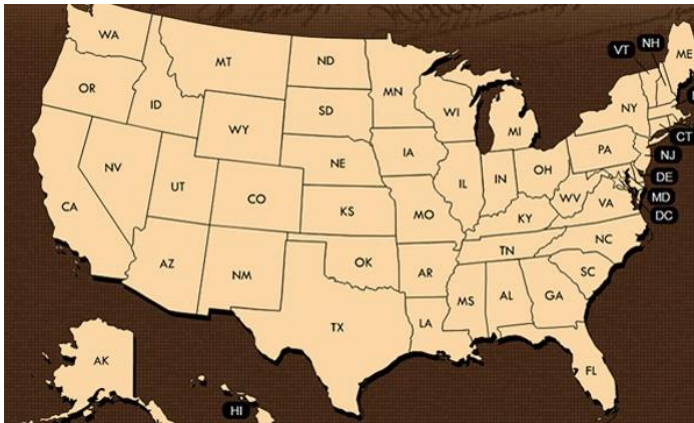 WA
MT
ND
MN
VT
NH
ME
OR
ID
SD
WI
MI
NY
WY
CT
NV
NE
IA
PA
NJ
UT
CO
IL
IN
OH
DE
CA
KS
MO
WV
VA
MD
KY
DC
AZ
NM
OK
AR
TN
NC
SC
TX
LA
MS
AL
GA
AK
FL
HI